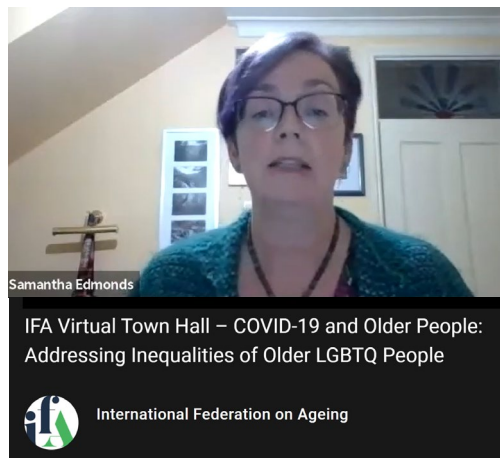 Samantha Edmonds
IFA Virtual Town Hall – COVID-19 and Older People:
Addressing Inequalities of Older LGBTQ People
ifA
International Federation on Ageing